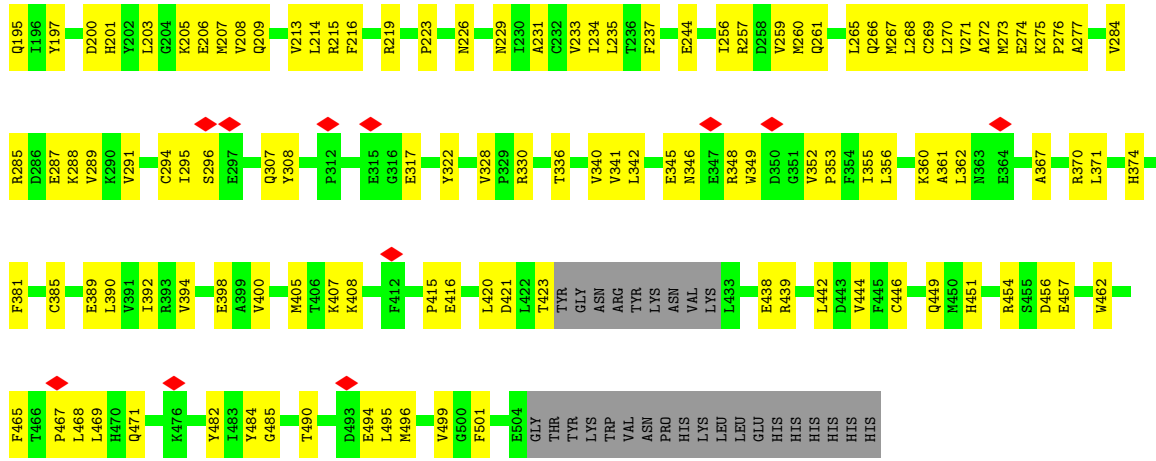 Q195 I196 Y197 D200 H201 Y202 L203 G204 K205 E206 M207 V208 Q209 V213 L214 R215 F216 R219 P223 N226 N229 I230 A231 C232 V233 I234 L235 T236 F237 E244 I256 R257 D258 V259 M260 Q261 L265 Q266 M267 L268 C269 L270 V271 A272 M273 E274 K275 P276 A277 V284
R285 D286 E287 K288 V289 K290 V291 C294 I295 S296 E297 Q307 Y308 P312 E315 G316 E317 Y322 V328 P329 R330 T336 V340 V341 L342 E345 N346 E347 R348 W349 D350 G351 V352 P353 F354 I355 L356 K360 A361 L362 N363 E364 A367 R370 L371 H374
F381 C385 E389 L390 V391 I392 R393 V394 E398 A399 V400 M405 T406 K407 K408 F412 P415 E416 L420 D421 L422 T423 TYR GLY ASN ARG TYR LYS ASN VAL LYS L433 E438 R439 L442 D443 V444 F445 C446 Q449 M450 H451 R454 S455 D456 E457 W462
F465 T466 P467 L468 L469 H470 Q471 K476 Y482 I483 Y484 G485 T490 D493 E494 L495 M496 V499 G500 F501 E504 GLY THR TYR LYS TRP VAL ASN PRO HIS LYS LEU LEU GLU HIS HIS HIS HIS HIS HIS